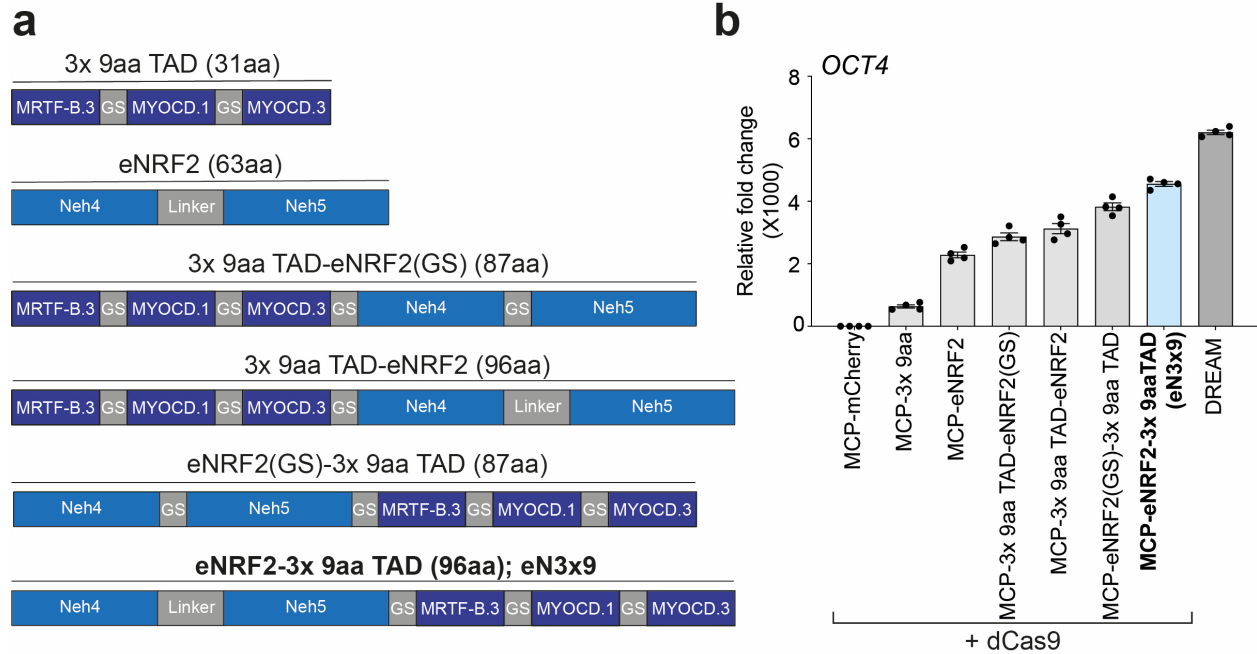 a
3x 9aa TAD (31aa)
MRTF-B.3 GS MYOCD.1 GS MYOCD.3
eNRF2 (63aa)
Neh4 Linker Neh5
3x 9aa TAD-eNRF2(GS) (87aa)
MRTF-B.3 GS MYOCD.1 GS MYOCD.3 GS Neh4 GS Neh5
3x 9aa TAD-eNRF2 (96aa)
MRTF-B.3 GS MYOCD.1 GS MYOCD.3 GS Neh4 Linker Neh5
eNRF2(GS)-3x 9aa TAD (87aa)
Neh4 GS Neh5 GS MRTF-B.3 GS MYOCD.1 GS MYOCD.3
eNRF2-3x 9aa TAD (96aa); eN3x9
Neh4 Linker Neh5 GS MRTF-B.3 GS MYOCD.1 GS MYOCD.3
b
OCT4
Relative fold change
(X1000)
8
6
4
2
0
MCP-mCherry
MCP-3x 9aa
MCP-eNRF2
MCP-3x 9aa TAD-eNRF2(GS)
MCP-3x 9aa TAD-eNRF2
MCP-eNRF2(GS)-3x 9aa TAD
MCP-eNRF2-3x 9aaTAD
(eN3x9)
DREAM
+ dCas9